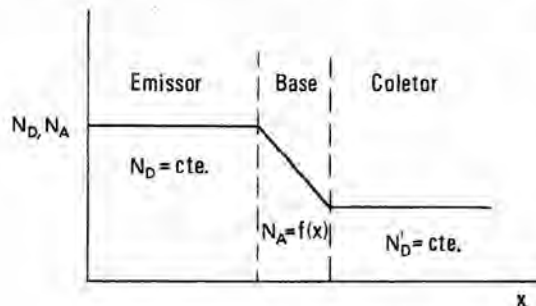 Emissor Base Coletor
N_D, N_A
N_D = cte.
N_A = f(x)
N'_D = cte.
x